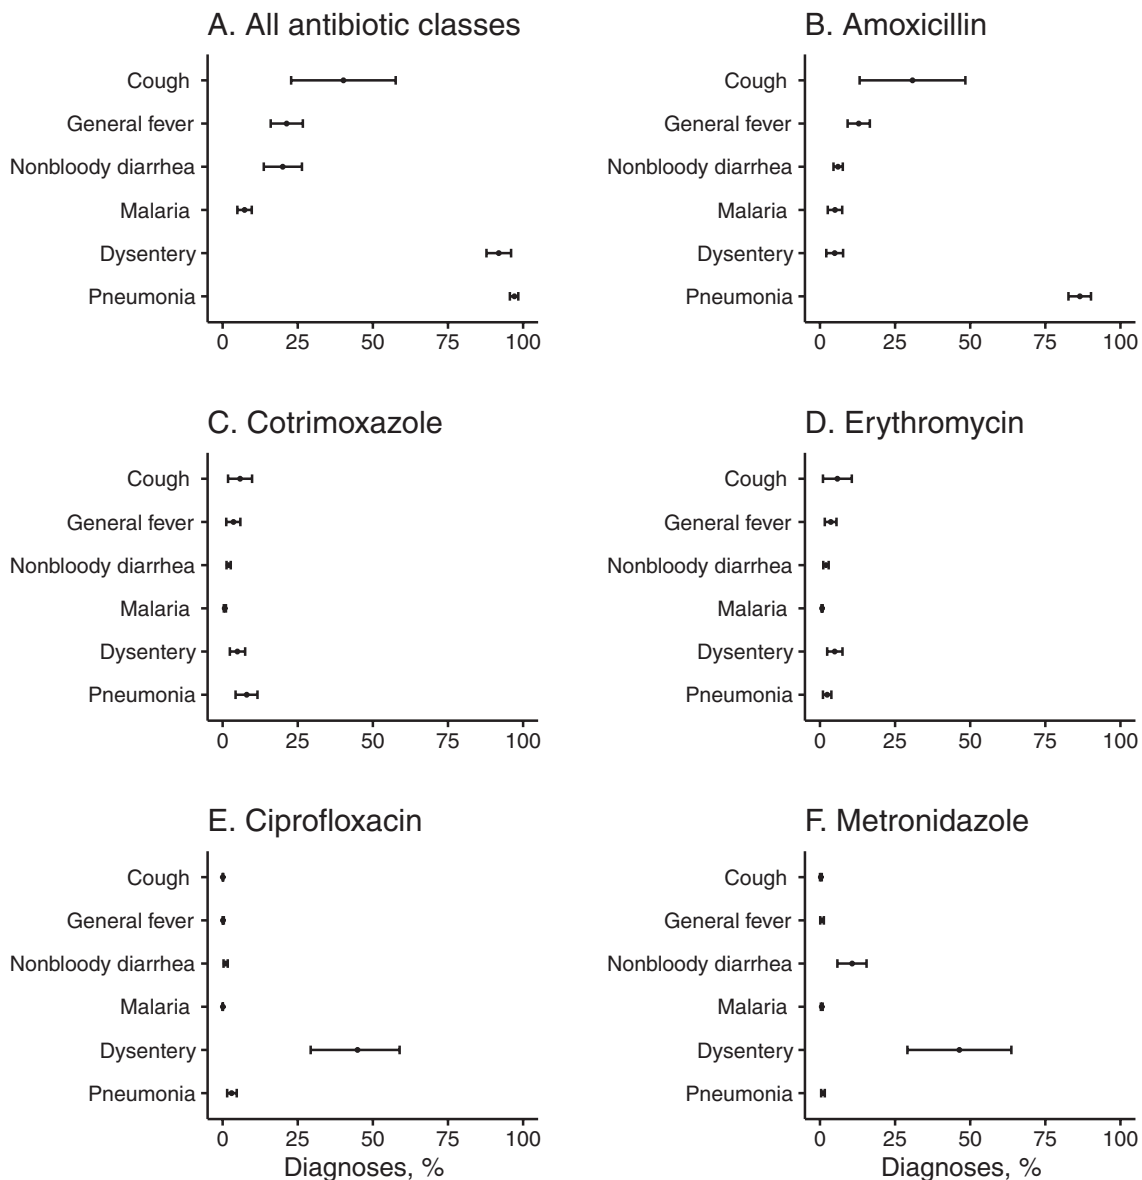 A. All antibiotic classes
Cough
General fever
Nonbloody diarrhea
Malaria
Dysentery
Pneumonia
0 25 50 75 100
B. Amoxicillin
Cough
General fever
Nonbloody diarrhea
Malaria
Dysentery
Pneumonia
0 25 50 75 100
C. Cotrimoxazole
Cough
General fever
Nonbloody diarrhea
Malaria
Dysentery
Pneumonia
0 25 50 75 100
D. Erythromycin
Cough
General fever
Nonbloody diarrhea
Malaria
Dysentery
Pneumonia
0 25 50 75 100
E. Ciprofloxacin
Cough
General fever
Nonbloody diarrhea
Malaria
Dysentery
Pneumonia
0 25 50 75 100
Diagnoses, %
F. Metronidazole
Cough
General fever
Nonbloody diarrhea
Malaria
Dysentery
Pneumonia
0 25 50 75 100
Diagnoses, %